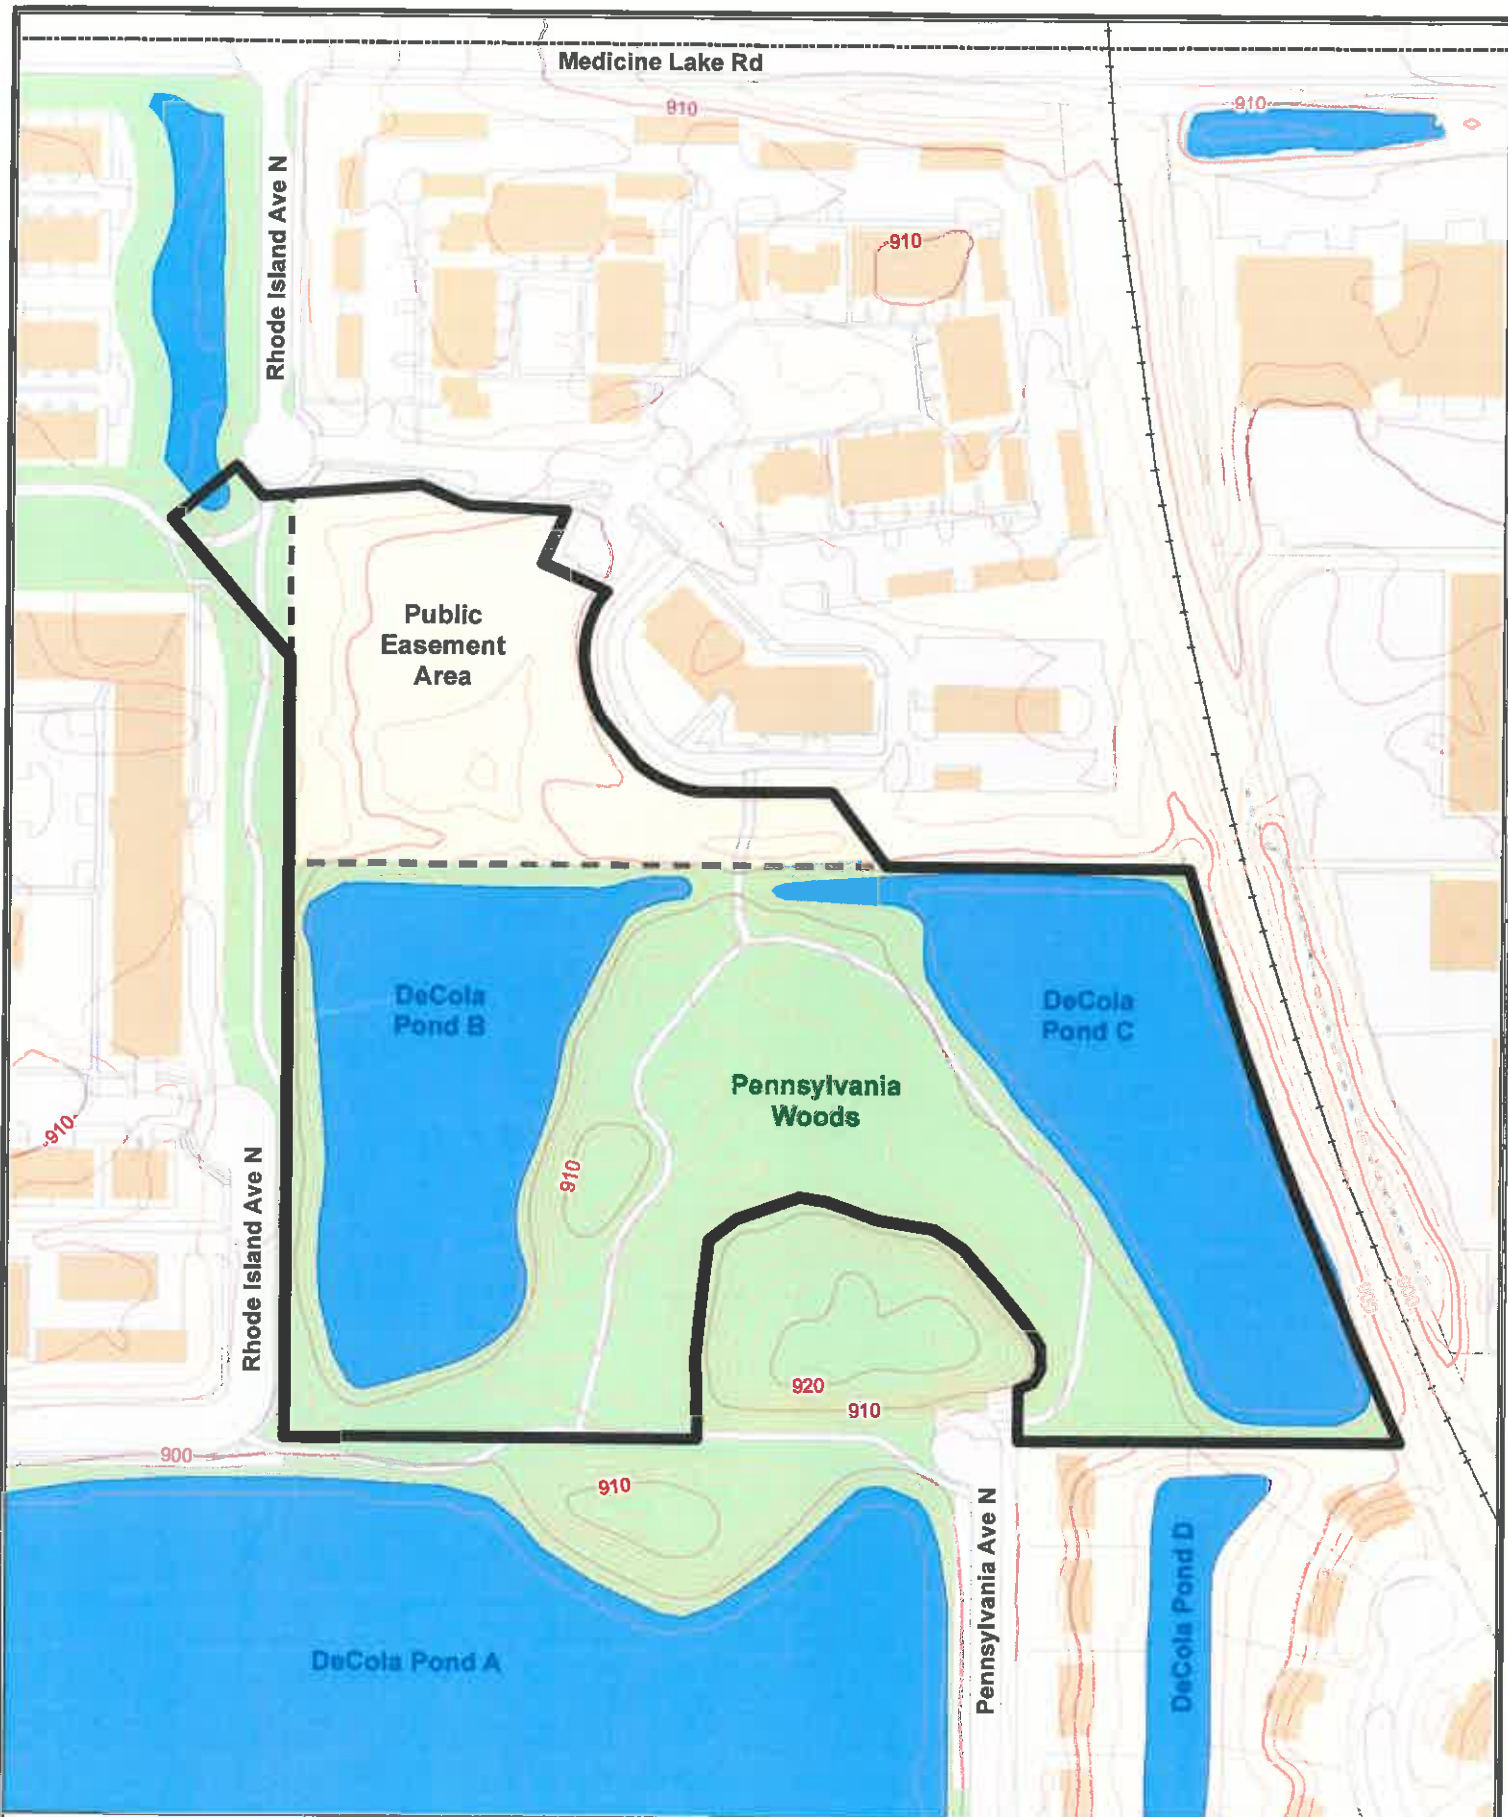 Medicine Lake Rd
910
910
Rhode Island Ave N
910
Public
Easement
Area
DeCola
Pond B
DeCola
Pond C
Pennsylvania
Woods
910
910
Rhode Island Ave N
920
910
900
910
Pennsylvania Ave N
DeCola Pond D
DeCola Pond A